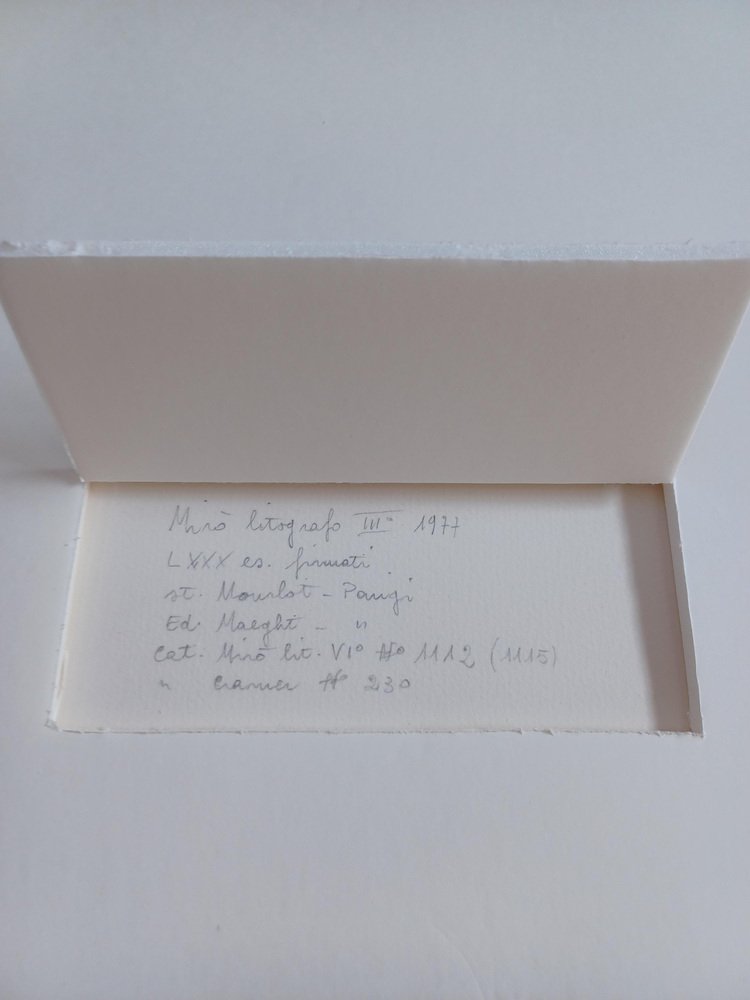 Mirò litografo III° 1977
LXXX es. firmati
st. Mourlot - Parigi
Ed. Maeght - "
Cat. Mirò lit. VI° N° 1112 (1115)
" Cramer N° 230